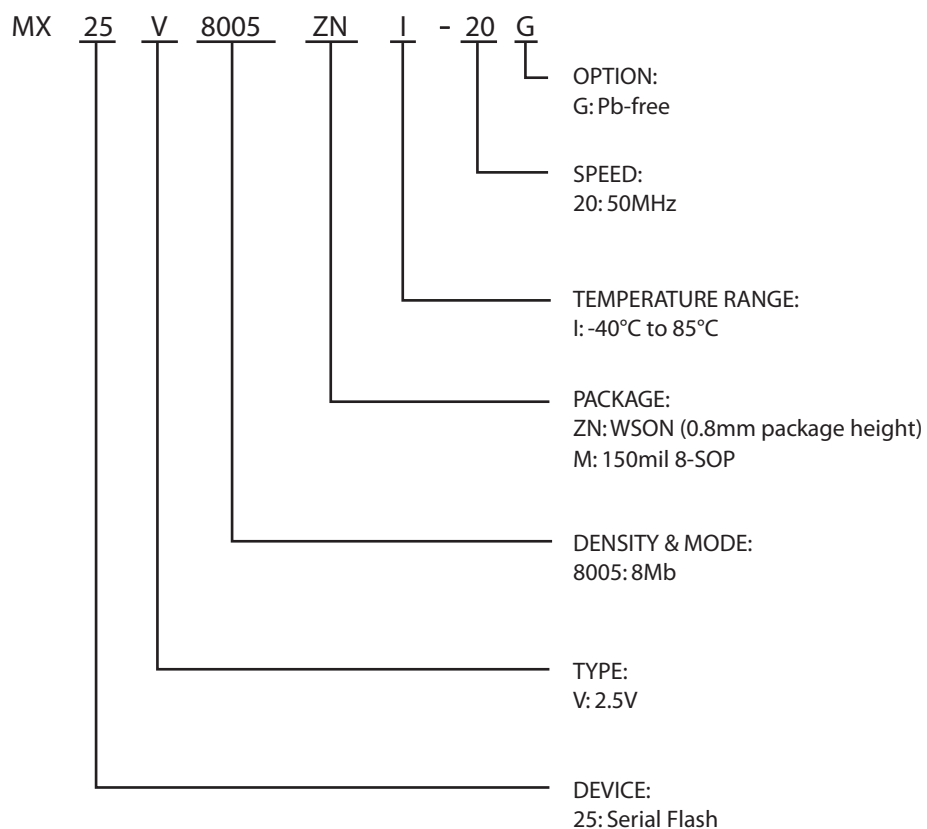 MX 25 V 8005 ZN I - 20 G
OPTION:
G: Pb-free
SPEED:
20: 50MHz
TEMPERATURE RANGE:
I: -40°C to 85°C
PACKAGE:
ZN: WSON (0.8mm package height)
M: 150mil 8-SOP
DENSITY & MODE:
8005: 8Mb
TYPE:
V: 2.5V
DEVICE:
25: Serial Flash